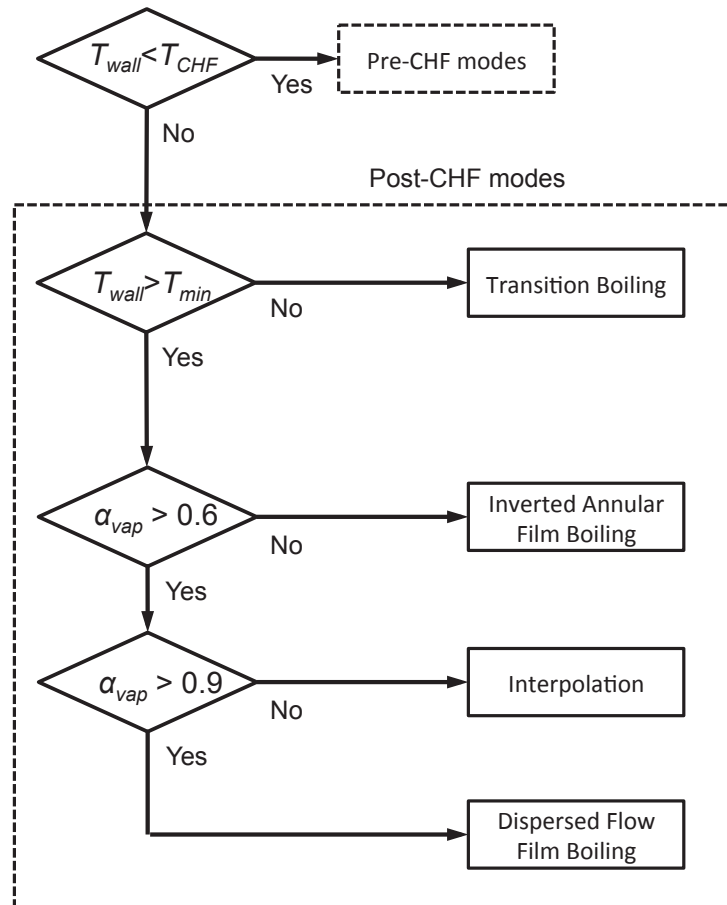 T_wall<T_CHF
Yes
Pre-CHF modes
No
Post-CHF modes
T_wall>T_min
No
Transition Boiling
Yes
α_vap > 0.6
No
Inverted Annular
Film Boiling
Yes
α_vap > 0.9
No
Interpolation
Yes
Dispersed Flow
Film Boiling